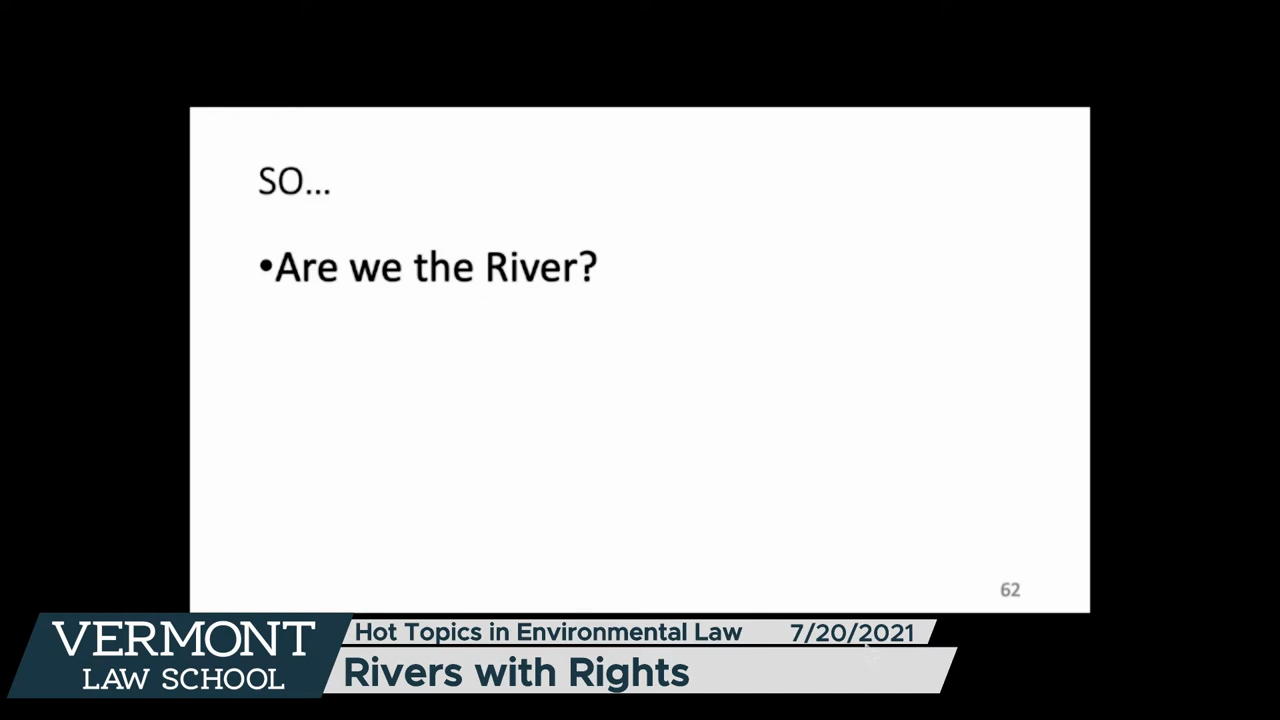 SO...
•Are we the River?
62
VERMONT
LAW SCHOOL
Hot Topics in Environmental Law 7/20/2021
Rivers with Rights